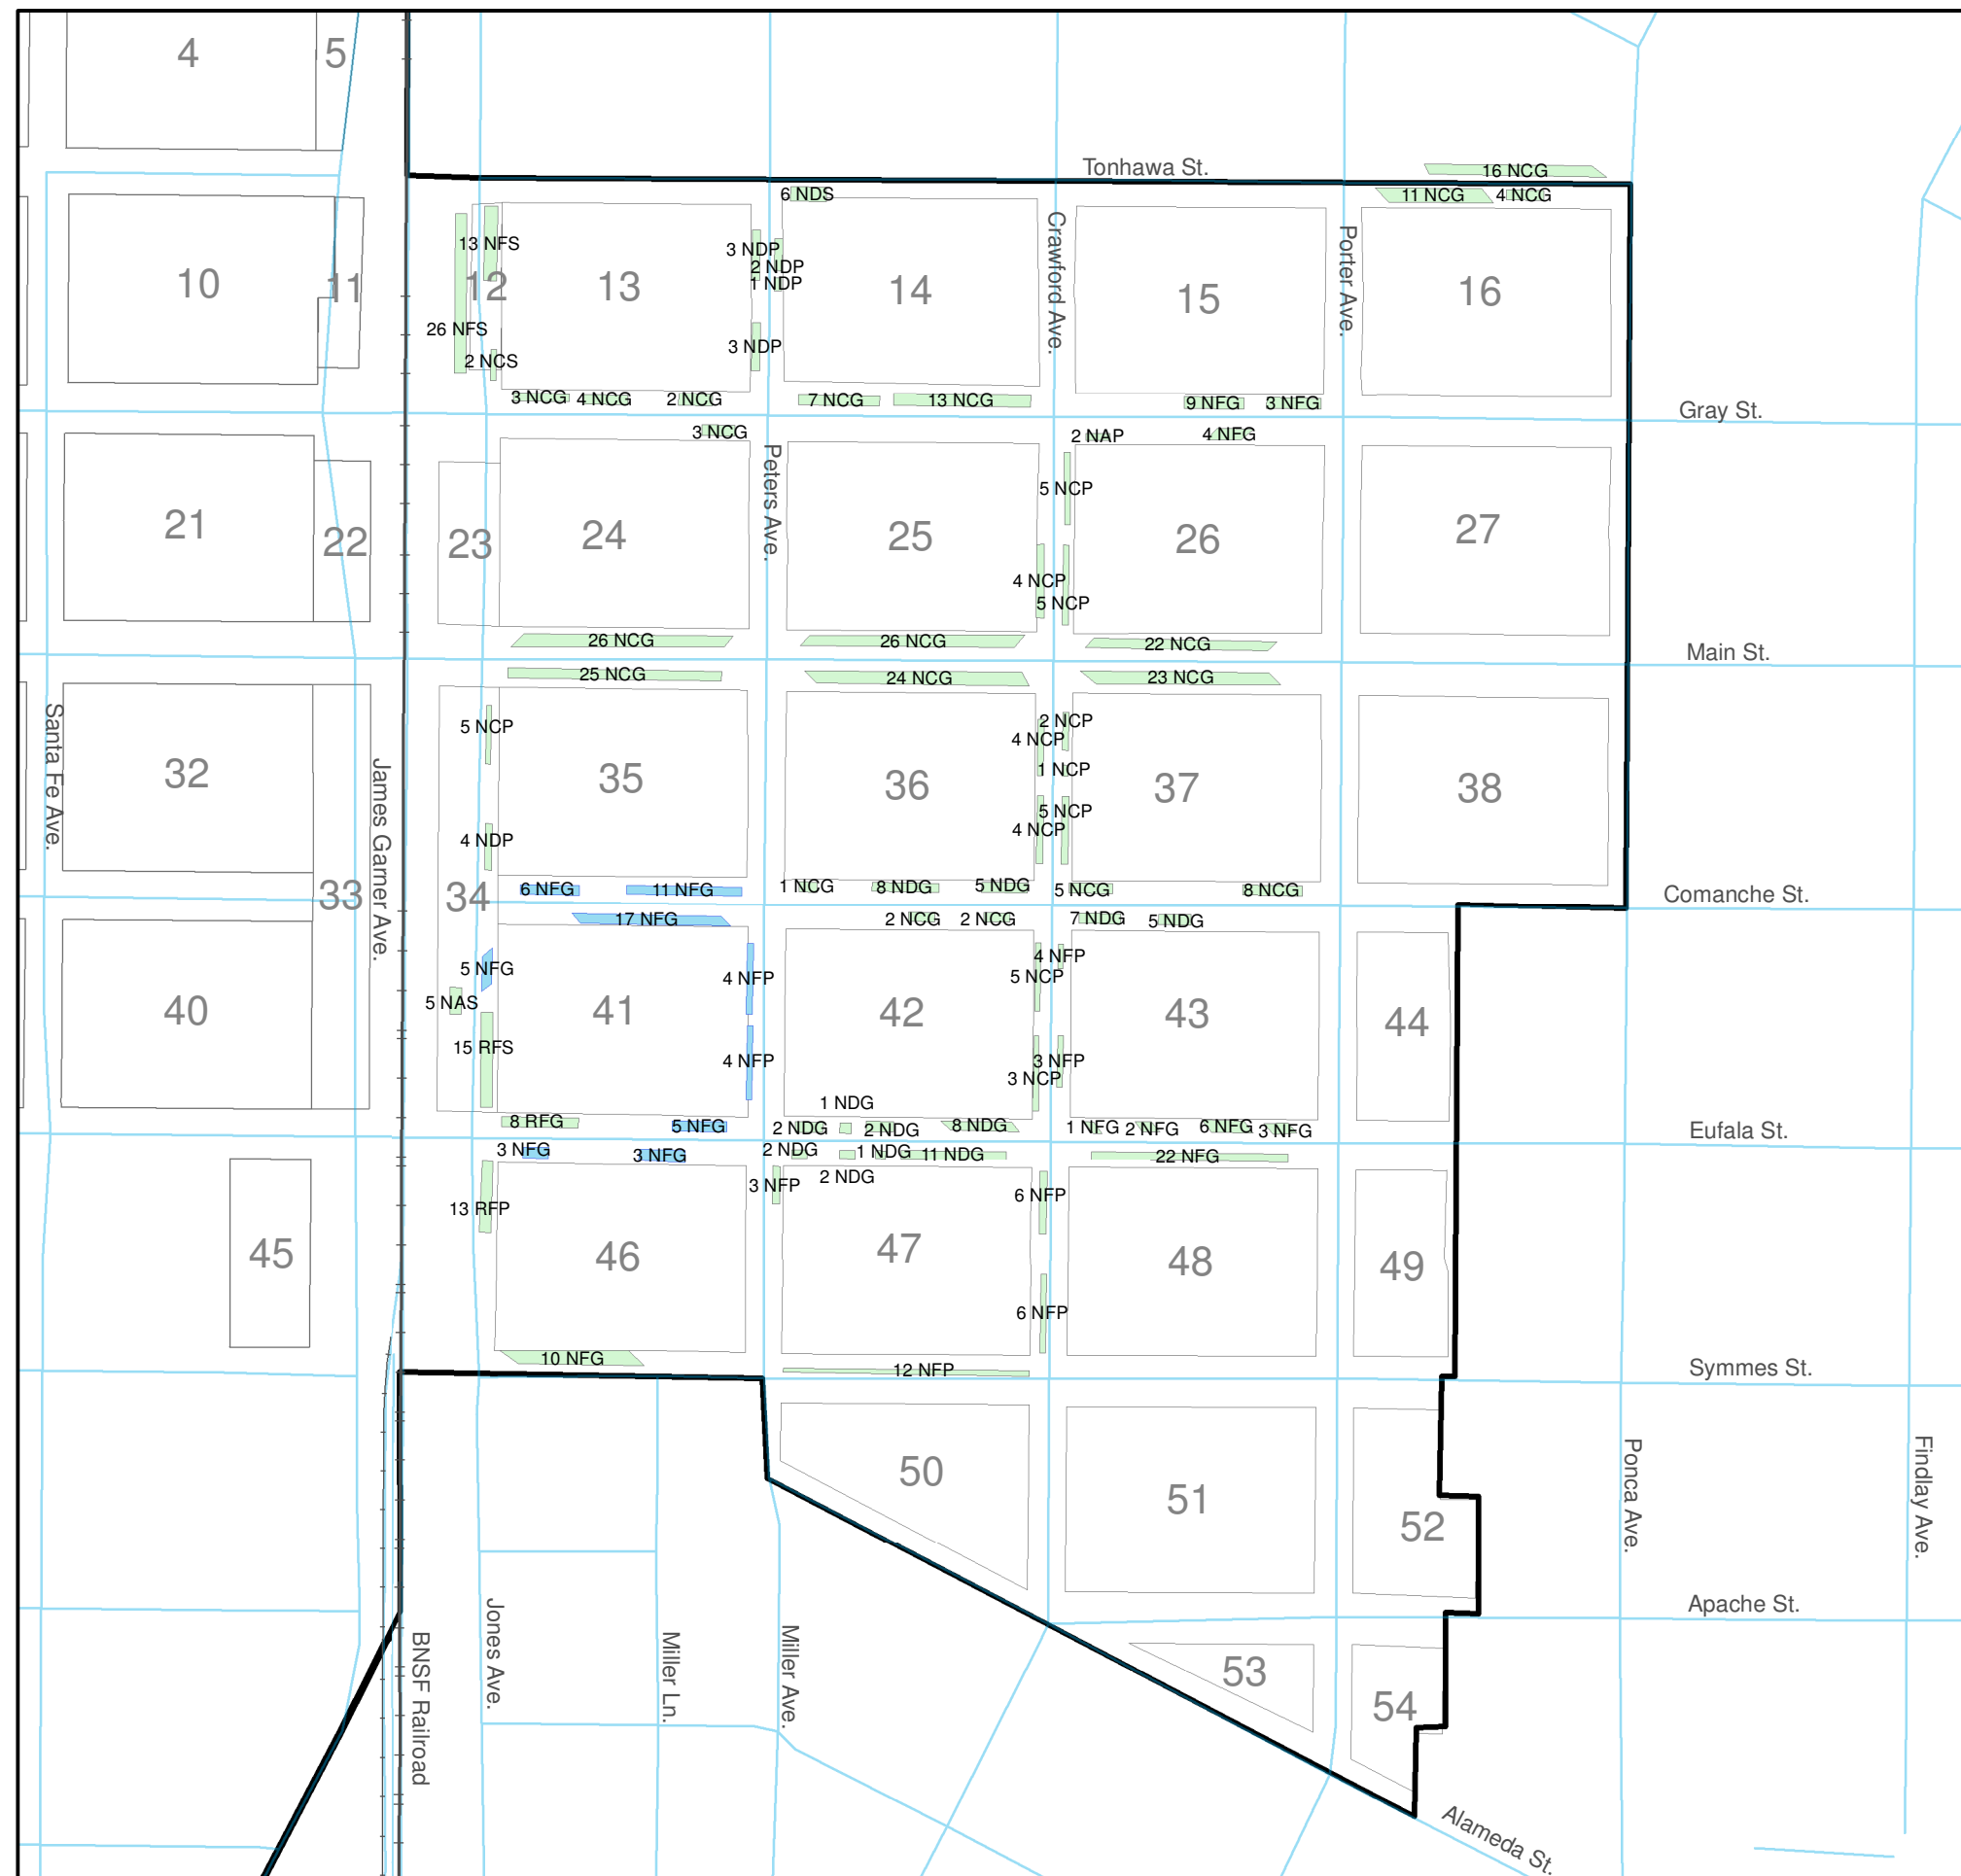 4
5
Tonhawa St.
16 NCG
11 NCG
4 NCG
6 NDS
10
11
12
13
14
15
16
13 NFS
26 NFS
2 NCS
3 NDP
2 NDP
1 NDP
3 NDP
Crawford Ave.
Porter Ave.
3 NCG
4 NCG
2 NCG
7 NCG
13 NCG
9 NFG
3 NFG
Gray St.
3 NCG
2 NAP
4 NFG
Peters Ave.
5 NCP
21
22
23
24
25
26
27
4 NCP
5 NCP
26 NCG
26 NCG
22 NCG
Main St.
25 NCG
24 NCG
23 NCG
Santa Fe Ave.
James Garner Ave.
5 NCP
2 NCP
4 NCP
1 NCP
32
35
36
37
38
5 NCP
4 NCP
4 NDP
33
34
6 NFG
11 NFG
1 NCG
8 NDG
5 NDG
5 NCG
8 NCG
Comanche St.
17 NFG
2 NCG
2 NCG
7 NDG
5 NDG
5 NFG
4 NFP
4 NFP
5 NCP
5 NAS
40
41
42
43
44
15 RFS
4 NFP
3 NFP
3 NCP
1 NDG
8 RFG
5 NFG
2 NDG
2 NDG
8 NDG
1 NFG
2 NFG
6 NFG
3 NFG
Eufala St.
3 NFG
3 NFG
2 NDG
1 NDG
11 NDG
22 NFG
2 NDG
3 NFP
6 NFP
13 RFP
45
46
47
48
49
6 NFP
10 NFG
12 NFP
Symmes St.
50
51
52
Ponca Ave.
Findlay Ave.
Apache St.
Jones Ave.
BNSF Railroad
Miller Ln.
Miller Ave.
53
54
Alameda St.